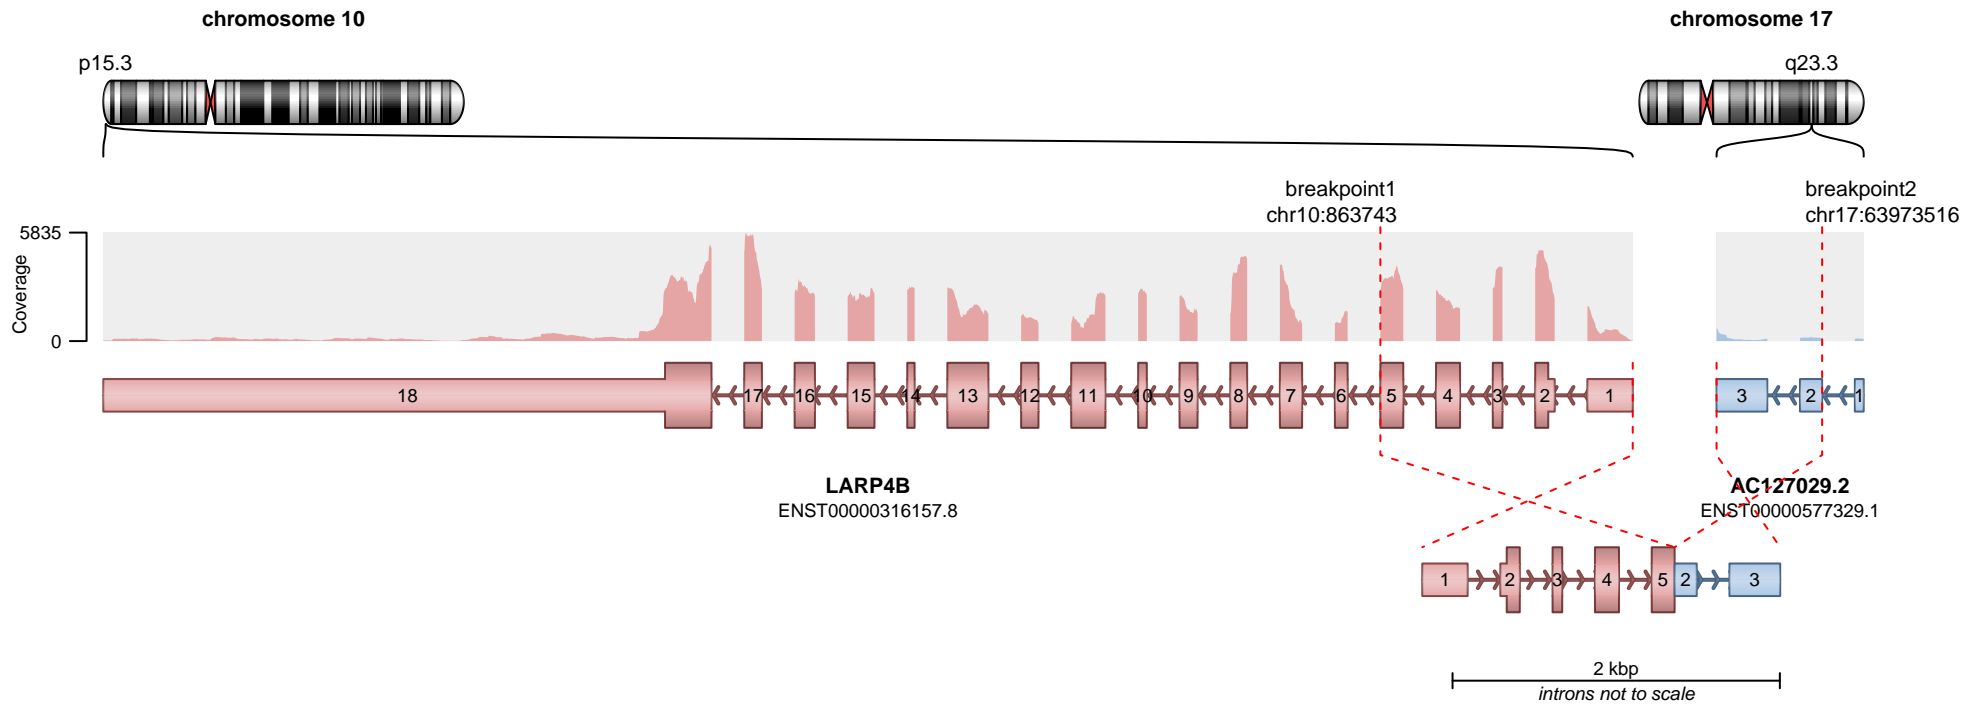 chromosome 10
chromosome 17
p15.3
q23.3
breakpoint1
chr10:863743
breakpoint2
chr17:63973516
5835
0
Coverage
18 17 16 15 14 13 12 11 10 9 8 7 6 5 4 3 2 1
3 2 1
LARP4B
ENST00000316157.8
AC127029.2
ENST00000577329.1
1 2 3 4 5 2 3
2 kbp
introns not to scale